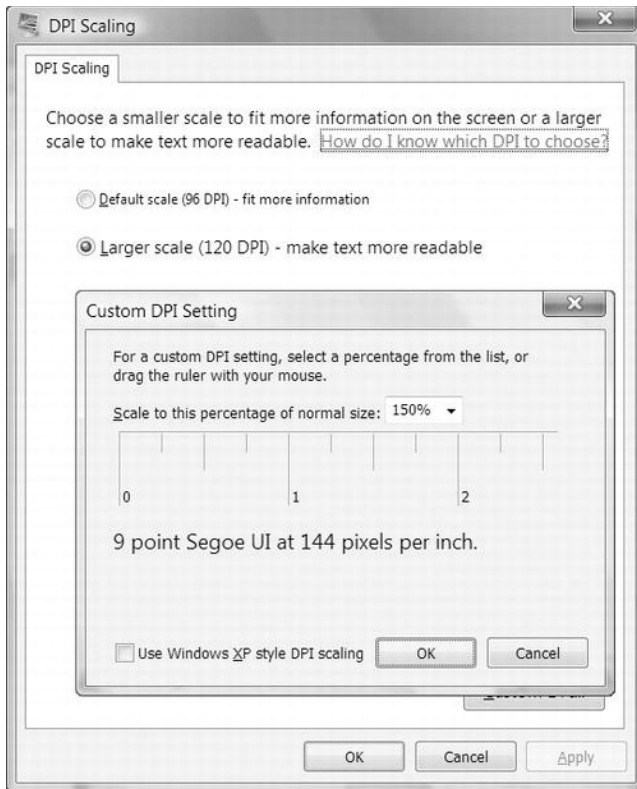 DPI Scaling
DPI Scaling
Choose a smaller scale to fit more information on the screen or a larger
scale to make text more readable. How do I know which DPI to choose?
Default scale (96 DPI) - fit more information
Larger scale (120 DPI) - make text more readable
Custom DPI Setting
For a custom DPI setting, select a percentage from the list, or
drag the ruler with your mouse.
Scale to this percentage of normal size: 150%
0 1 2
9 point Segoe UI at 144 pixels per inch.
Use Windows XP style DPI scaling OK Cancel
OK Cancel Apply